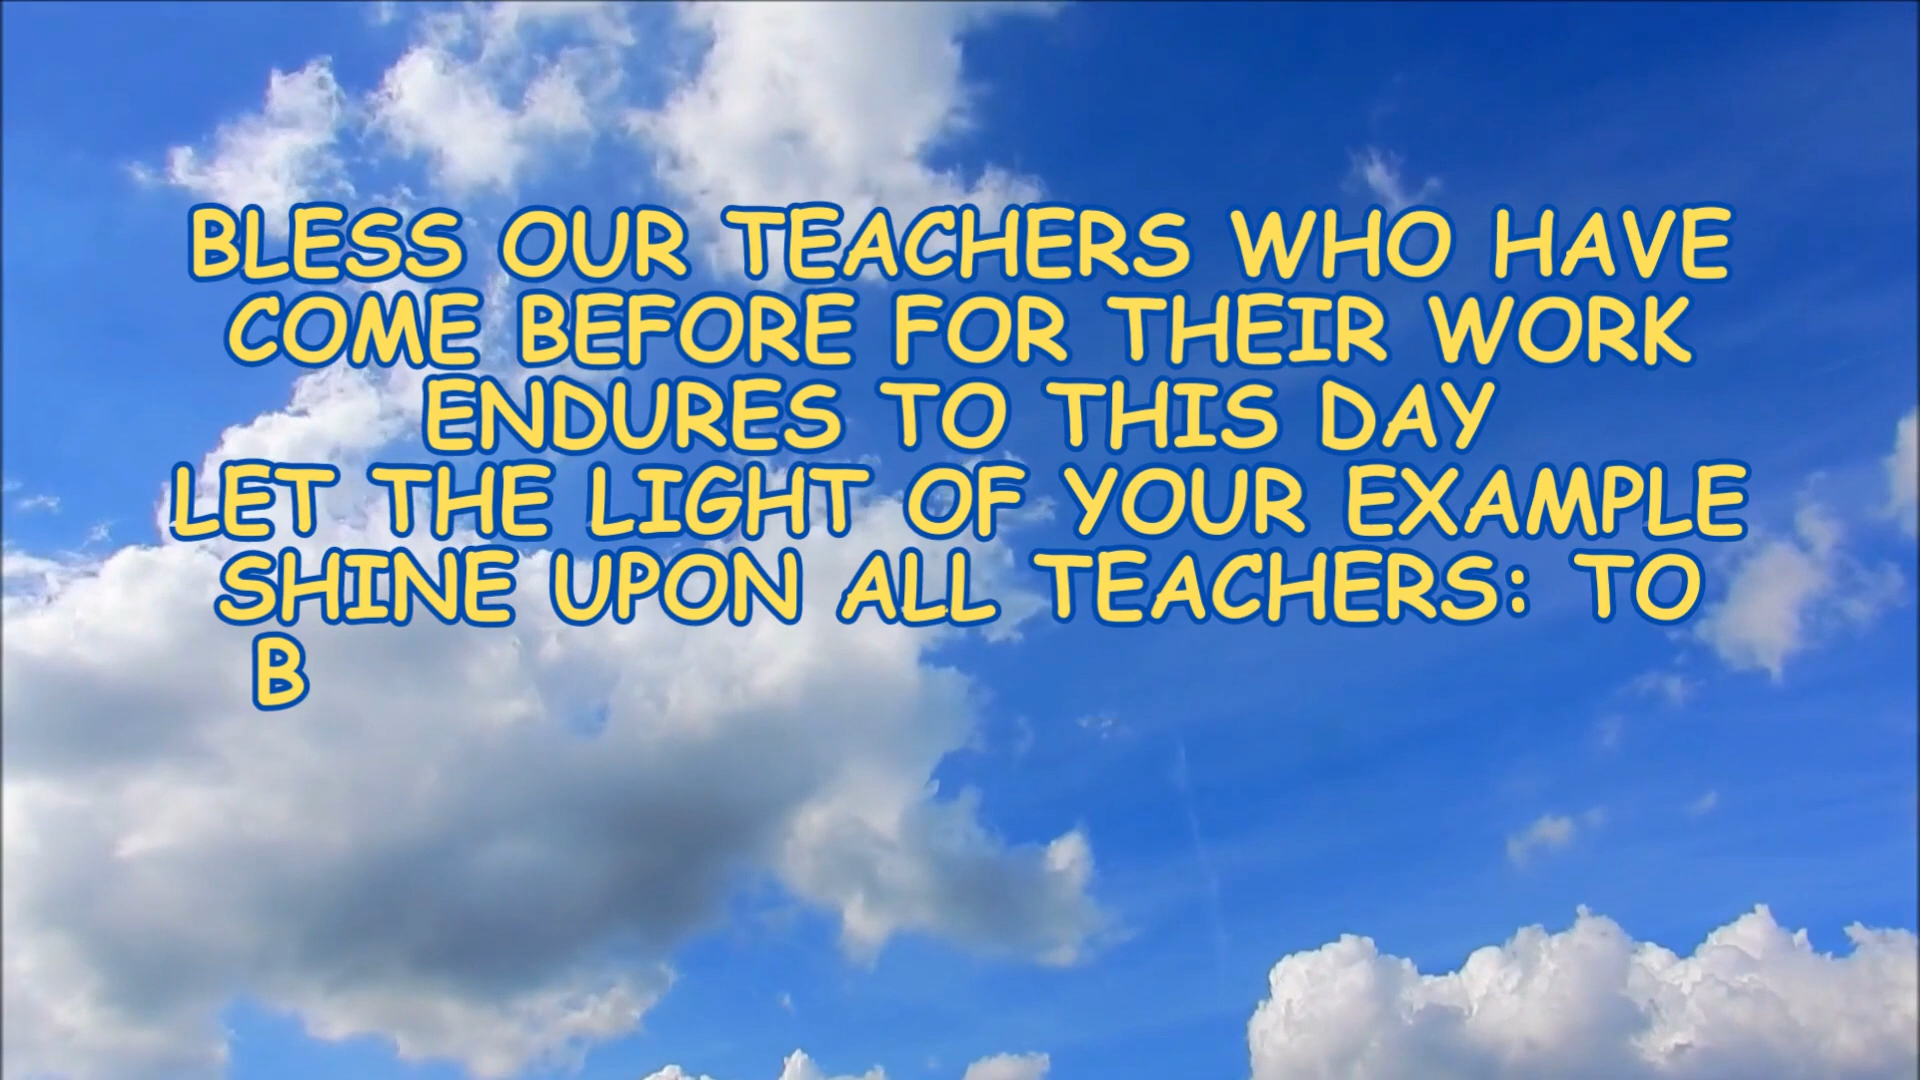 BLESS OUR TEACHERS WHO HAVE
COME BEFORE FOR THEIR WORK
ENDURES TO THIS DAY
LET THE LIGHT OF YOUR EXAMPLE
SHINE UPON ALL TEACHERS: TO
B